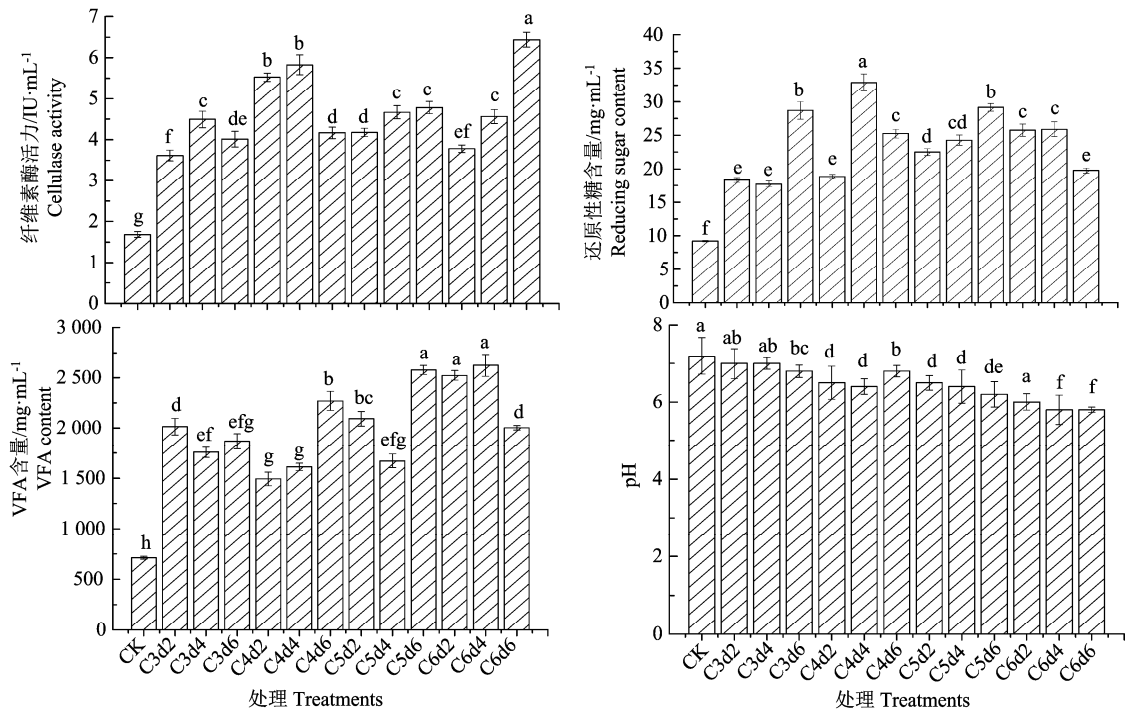 纤维素酶活力/IU·mL-1
Cellulase activity
7
6
5
4
3
2
1
0
g
f
c
de
b
b
d
d
c
c
ef
c
a
还原性糖含量/mg·mL-1
Reducing sugar content
40
35
30
25
20
15
10
5
0
f
e
e
b
e
a
c
d
cd
b
c
c
e
VFA含量/mg·mL-1
VFA content
3 000
2 500
2 000
1 500
1 000
500
0
h
d
ef
efg
g
g
b
bc
efg
a
a
a
d
CK
C3d2
C3d4
C3d6
C4d2
C4d4
C4d6
C5d2
C5d4
C5d6
C6d2
C6d4
C6d6
处理 Treatments
pH
8
6
4
2
0
a
ab
ab
bc
d
d
b
d
d
de
a
f
f
CK
C3d2
C3d4
C3d6
C4d2
C4d4
C4d6
C5d2
C5d4
C5d6
C6d2
C6d4
C6d6
处理 Treatments